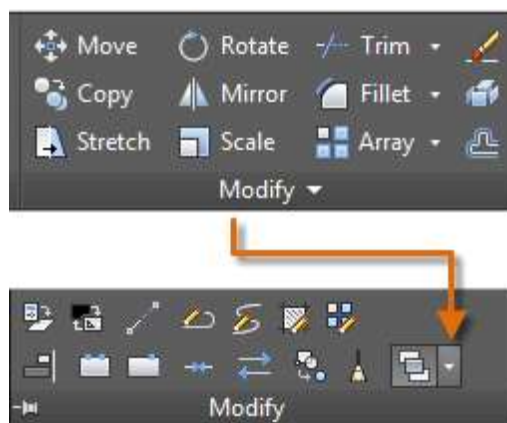 Move Rotate Trim
Copy Mirror Fillet
Stretch Scale Array
Modify
Modify